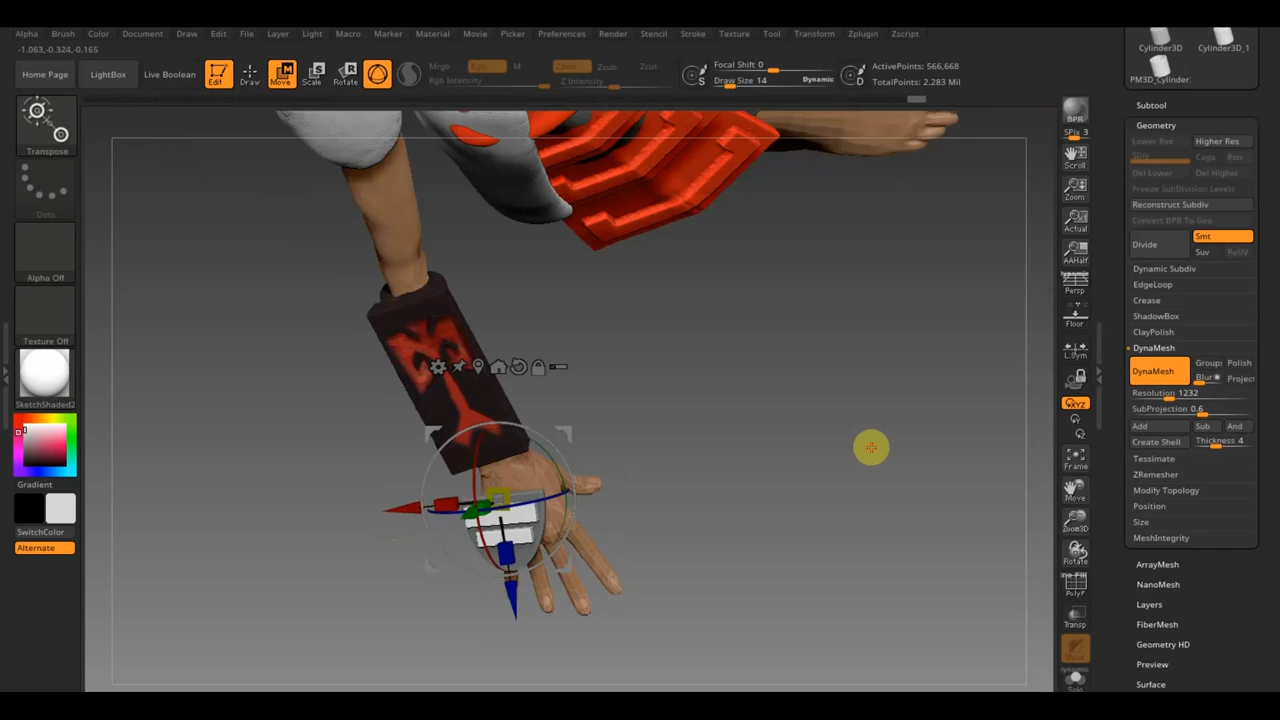 Alpha Brush Color Document Draw Edit File Layer Light Macro Marker Material Movie Picker Preferences Render Stencil Stroke Texture Tool Transform Zplugin Zscript
-1.063,-0.324,-0.165
Home Page LightBox Live Boolean Edit Draw Move Scale Rotate Mrgb Rgb M Zadd Zsub Zcut
Rgb Intensity Z Intensity
Focal Shift 0
Draw Size 14 Dynamic
ActivePoints: 566,668
TotalPoints: 2.283 Mil
Transpose
Dots
Alpha Off
Texture Off
SketchShaded2
Gradient
SwitchColor
Alternate
BPR
SPix 3
Scroll
Zoom
Actual
AAHalf
Dynamic
Persp
Floor
L.Sym
XYZ
Frame
Move
Zoom3D
Rotate
Line Fill
PolyF
Transp
Ghost
Dynamic
Solo
Cylinder3D Cylinder3D_1
PM3D_Cylinder.
Subtool
Geometry
Lower Res Higher Res
SDiv Cage Rstr
Del Lower Del Higher
Freeze SubDivision Levels
Reconstruct Subdiv
Convert BPR To Geo
Divide Smt
Suv ReUV
Dynamic Subdiv
EdgeLoop
Crease
ShadowBox
ClayPolish
DynaMesh
DynaMesh Group: Polish
Blur Project
Resolution 1232
SubProjection 0.6
Add Sub And
Create Shell Thickness 4
Tessimate
ZRemesher
Modify Topology
Position
Size
MeshIntegrity
ArrayMesh
NanoMesh
Layers
FiberMesh
Geometry HD
Preview
Surface